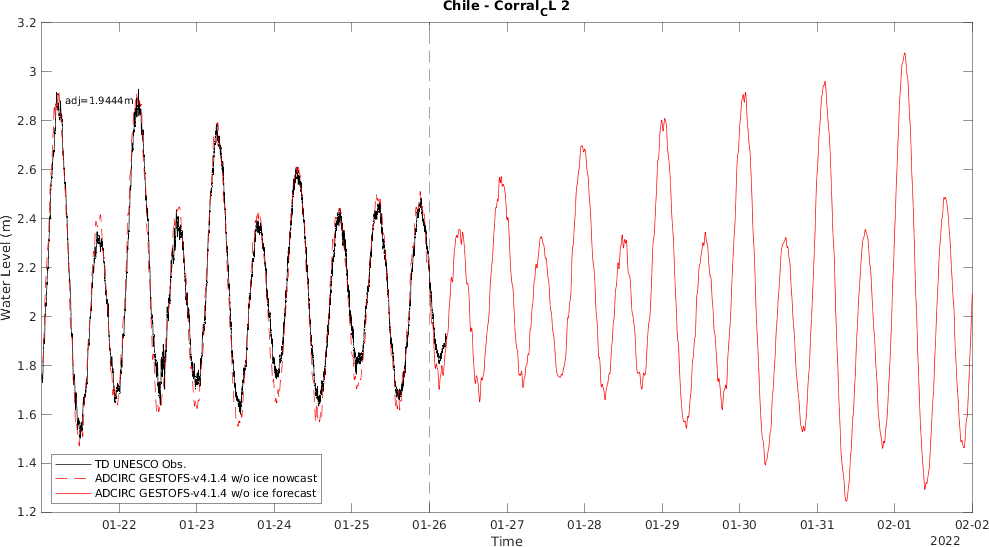 Chile - Corral_CL 2
3.2
3
2.8
2.6
2.4
2.2
2
1.8
1.6
1.4
1.2
Water Level (m)
adj=1.9444m
TD UNESCO Obs.
ADCIRC GESTOFS-v4.1.4 w/o ice nowcast
ADCIRC GESTOFS-v4.1.4 w/o ice forecast
01-22 01-23 01-24 01-25 01-26 01-27 01-28 01-29 01-30 01-31 02-01 02-02
Time
2022